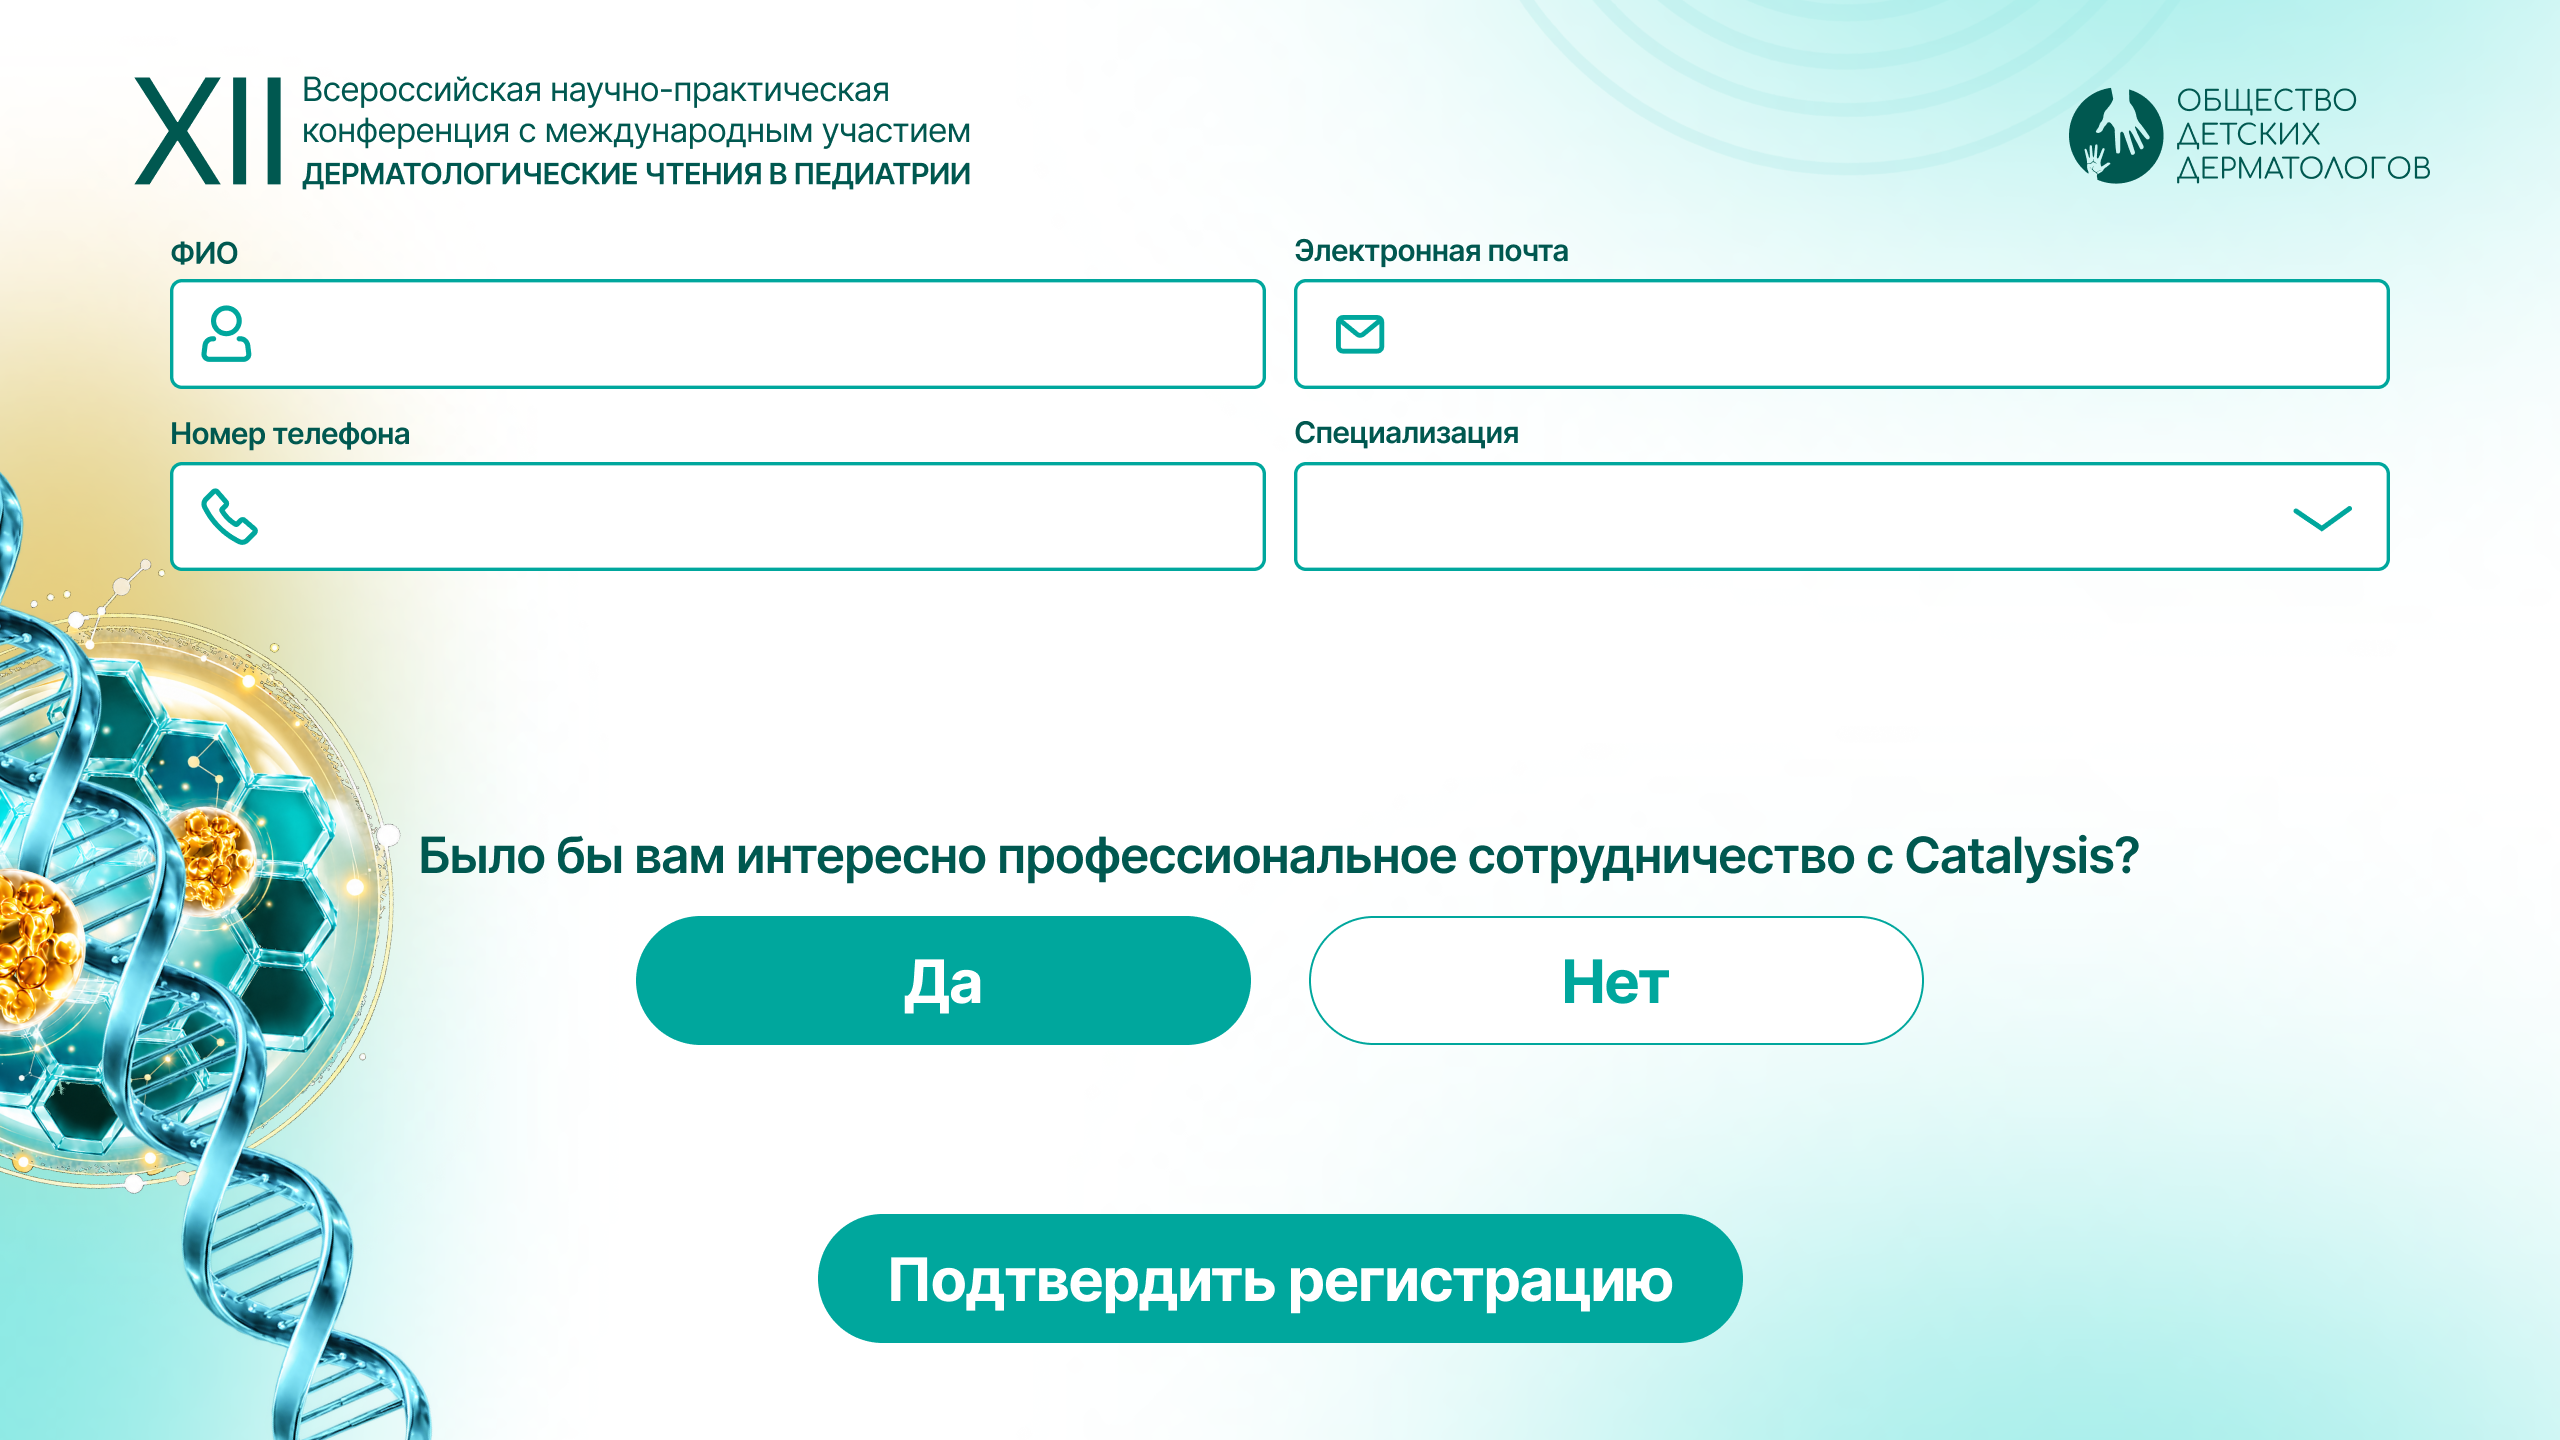 XII
Всероссийская научно-практическая
конференция с международным участием
ДЕРМАТОЛОГИЧЕСКИЕ ЧТЕНИЯ В ПЕДИАТРИИ
ОБЩЕСТВО
ДЕТСКИХ
ДЕРМАТОЛОГОВ
ФИО
Электронная почта
Номер телефона
Специализация
Было бы вам интересно профессиональное сотрудничество с Catalysis?
Да
Нет
Подтвердить регистрацию